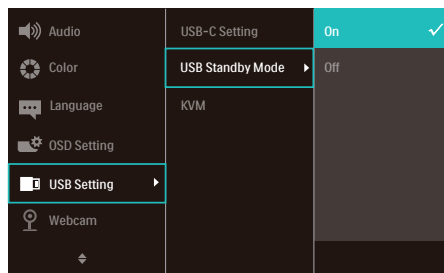 Audio
Color
Language
OSD Setting
USB Setting
Webcam
USB-C Setting
USB Standby Mode
KVM
On
Off